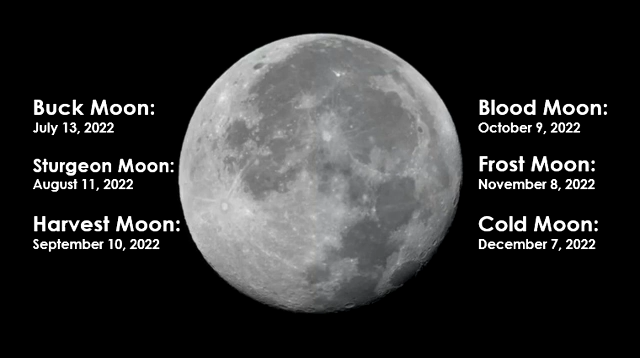 Buck Moon:
July 13, 2022
Sturgeon Moon:
August 11, 2022
Harvest Moon:
September 10, 2022
Blood Moon:
October 9, 2022
Frost Moon:
November 8, 2022
Cold Moon:
December 7, 2022